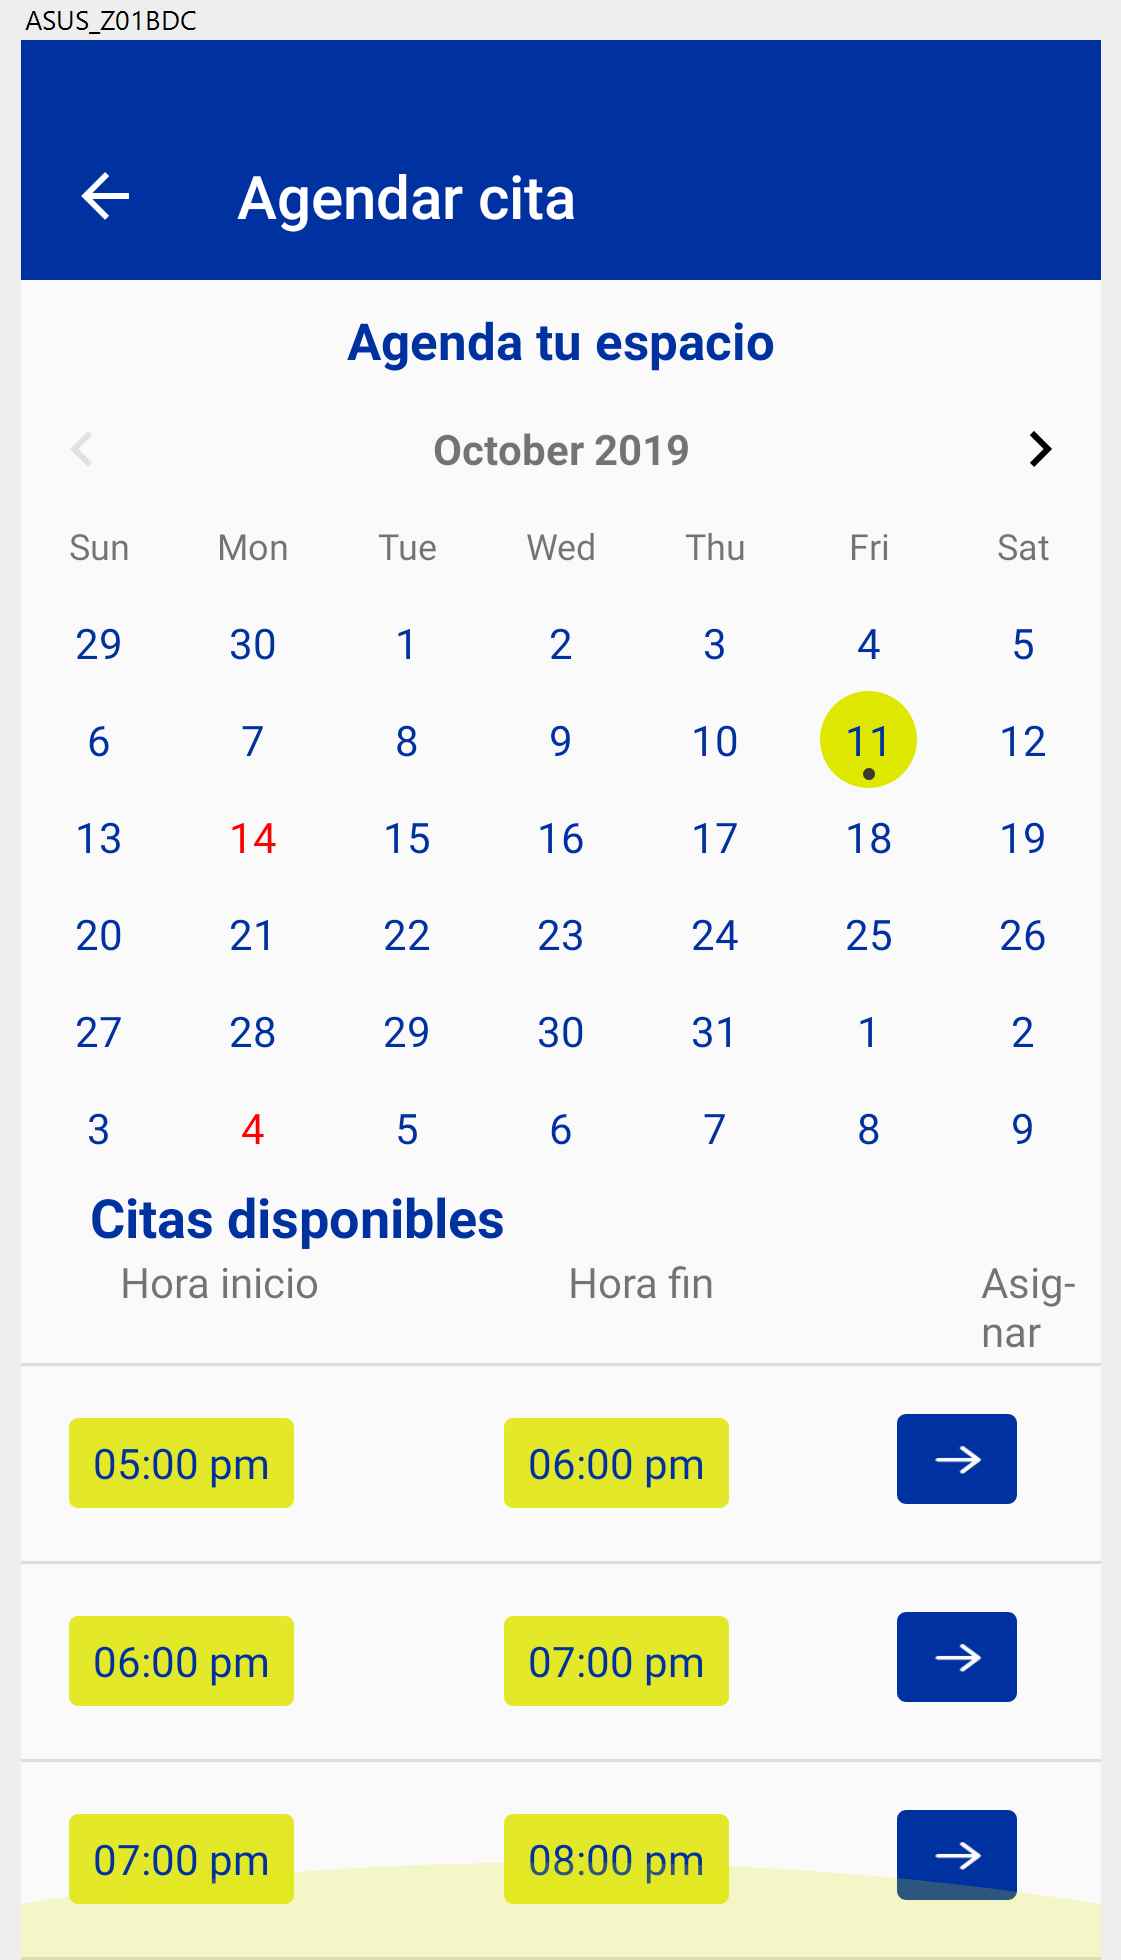 ASUS_Z01BDC
Agendar cita
Agenda tu espacio
October 2019
Sun Mon Tue Wed Thu Fri Sat
29 30 1 2 3 4 5
6 7 8 9 10 11 12
13 14 15 16 17 18 19
20 21 22 23 24 25 26
27 28 29 30 31 1 2
3 4 5 6 7 8 9
Citas disponibles
Hora inicio Hora fin Asig-
nar
05:00 pm 06:00 pm
06:00 pm 07:00 pm
07:00 pm 08:00 pm